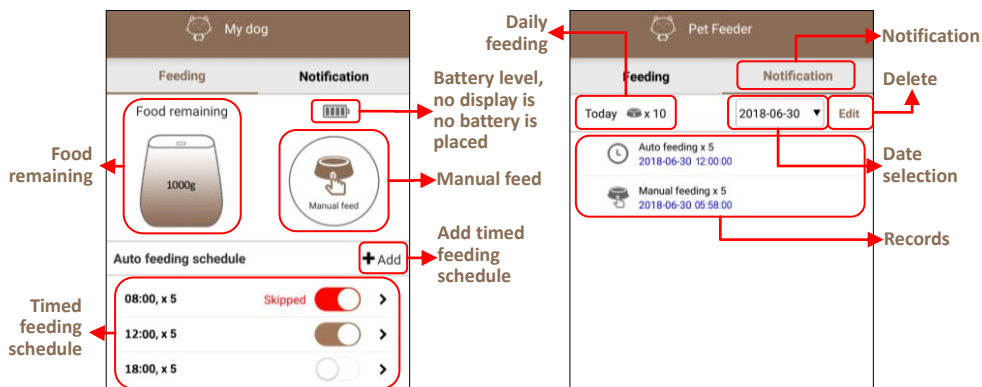 My dog
Feeding
Notification
Food remaining
1000g
Manual feed
Auto feeding schedule
Add
08:00, x 5
Skipped
12:00, x 5
18:00, x 5
Food
remaining
Timed
feeding
schedule
Battery level,
no display is
no battery is
placed
Manual feed
Add timed
feeding
schedule
Daily
feeding
Pet Feeder
Feeding
Notification
Today x 10
2018-06-30
Edit
Auto feeding x 5
2018-06-30 12:00:00
Manual feeding x 5
2018-06-30 05:58:00
Notification
Delete
Date
selection
Records